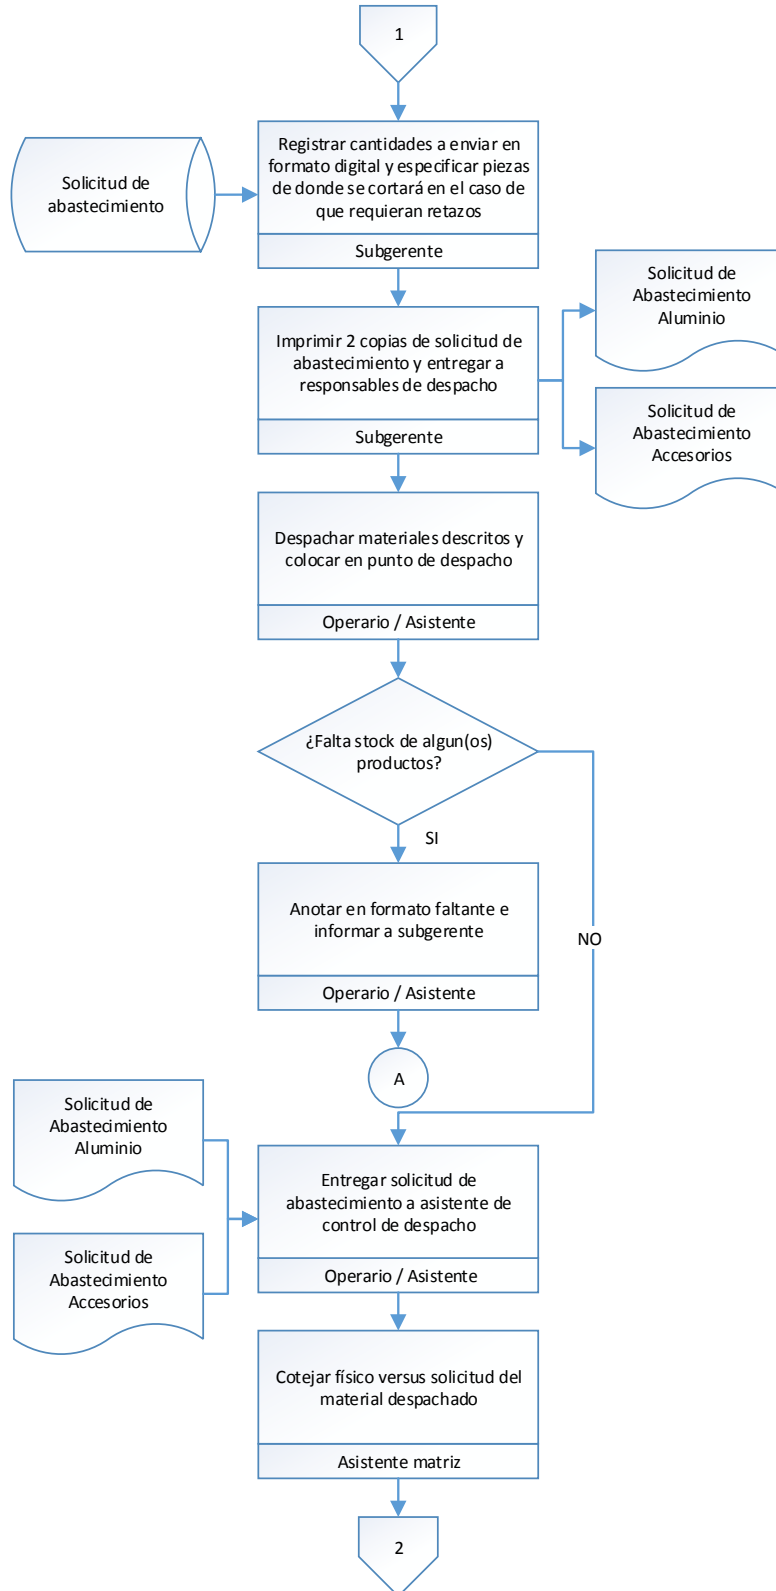 1
Registrar cantidades a enviar en
formato digital y especificar piezas
de donde se cortará en el caso de
que requieran retazos
Subgerente
Solicitud de
abastecimiento
Imprimir 2 copias de solicitud de
abastecimiento y entregar a
responsables de despacho
Subgerente
Solicitud de
Abastecimiento
Aluminio
Solicitud de
Abastecimiento
Accesorios
Despachar materiales descritos y
colocar en punto de despacho
Operario / Asistente
¿Falta stock de algun(os)
productos?
SI
NO
Anotar en formato faltante e
informar a subgerente
Operario / Asistente
A
Solicitud de
Abastecimiento
Aluminio
Solicitud de
Abastecimiento
Accesorios
Entregar solicitud de
abastecimiento a asistente de
control de despacho
Operario / Asistente
Cotejar físico versus solicitud del
material despachado
Asistente matriz
2